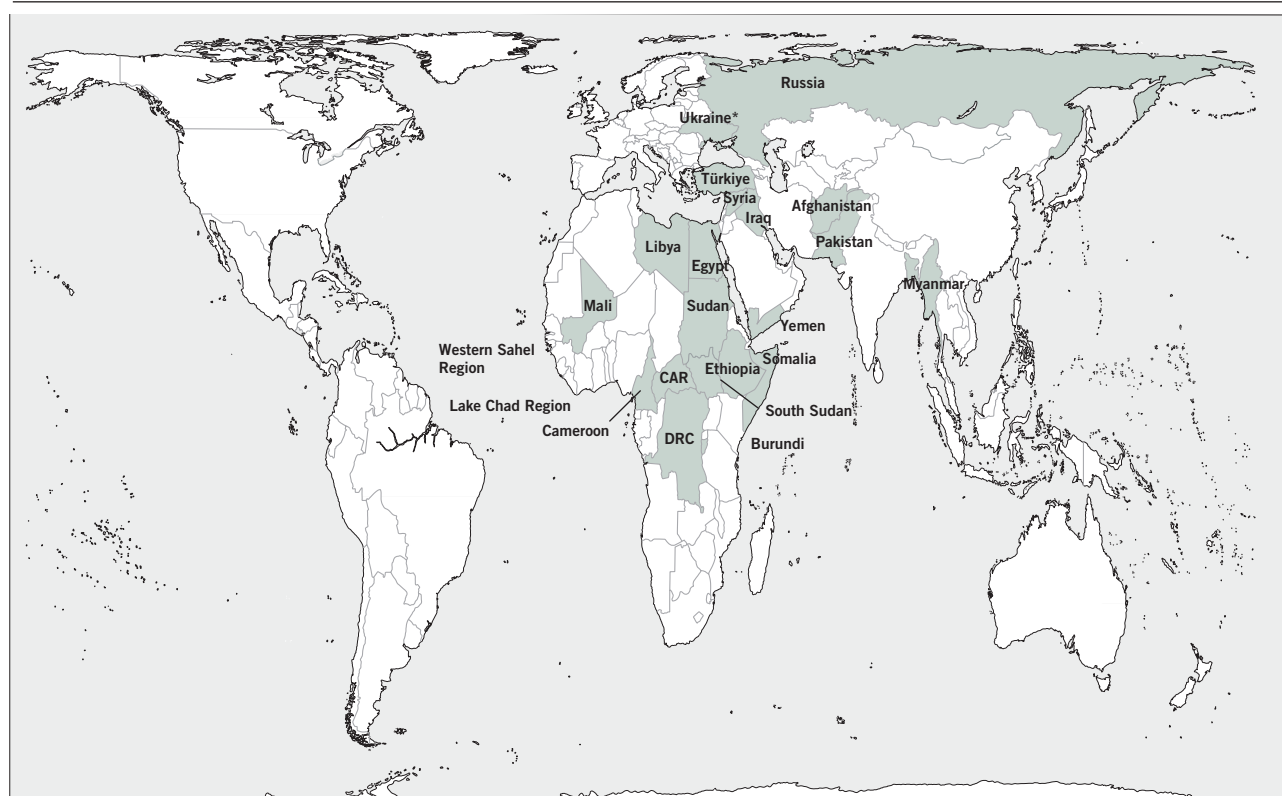 Russia
Ukraine*
Türkiye
Syria
Iraq
Afghanistan
Pakistan
Libya
Egypt
Myanmar
Mali
Sudan
Yemen
Western Sahel
Region
Somalia
Ethiopia
CAR
Lake Chad Region
South Sudan
Cameroon
DRC
Burundi